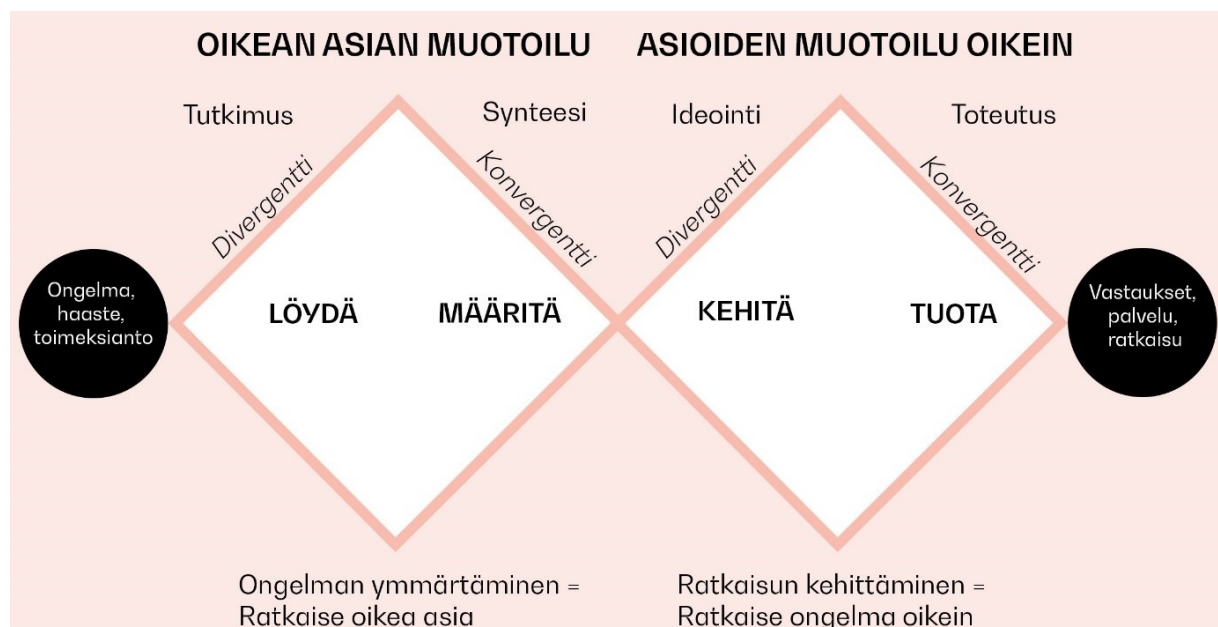 OIKEAN ASIAN MUOTOILU
ASIOIDEN MUOTOILU OIKEIN
Tutkimus
Synteesi
Ideointi
Toteutus
Divergentti
Konvergentti
Divergentti
Konvergentti
Ongelma,
haaste,
toimeksianto
LÖYDÄ
MÄÄRITÄ
KEHITÄ
TUOTA
Vastaukset,
palvelu,
ratkaisu
Ongelman ymmärtäminen =
Ratkaise oikea asia
Ratkaisun kehittäminen =
Ratkaise ongelma oikein